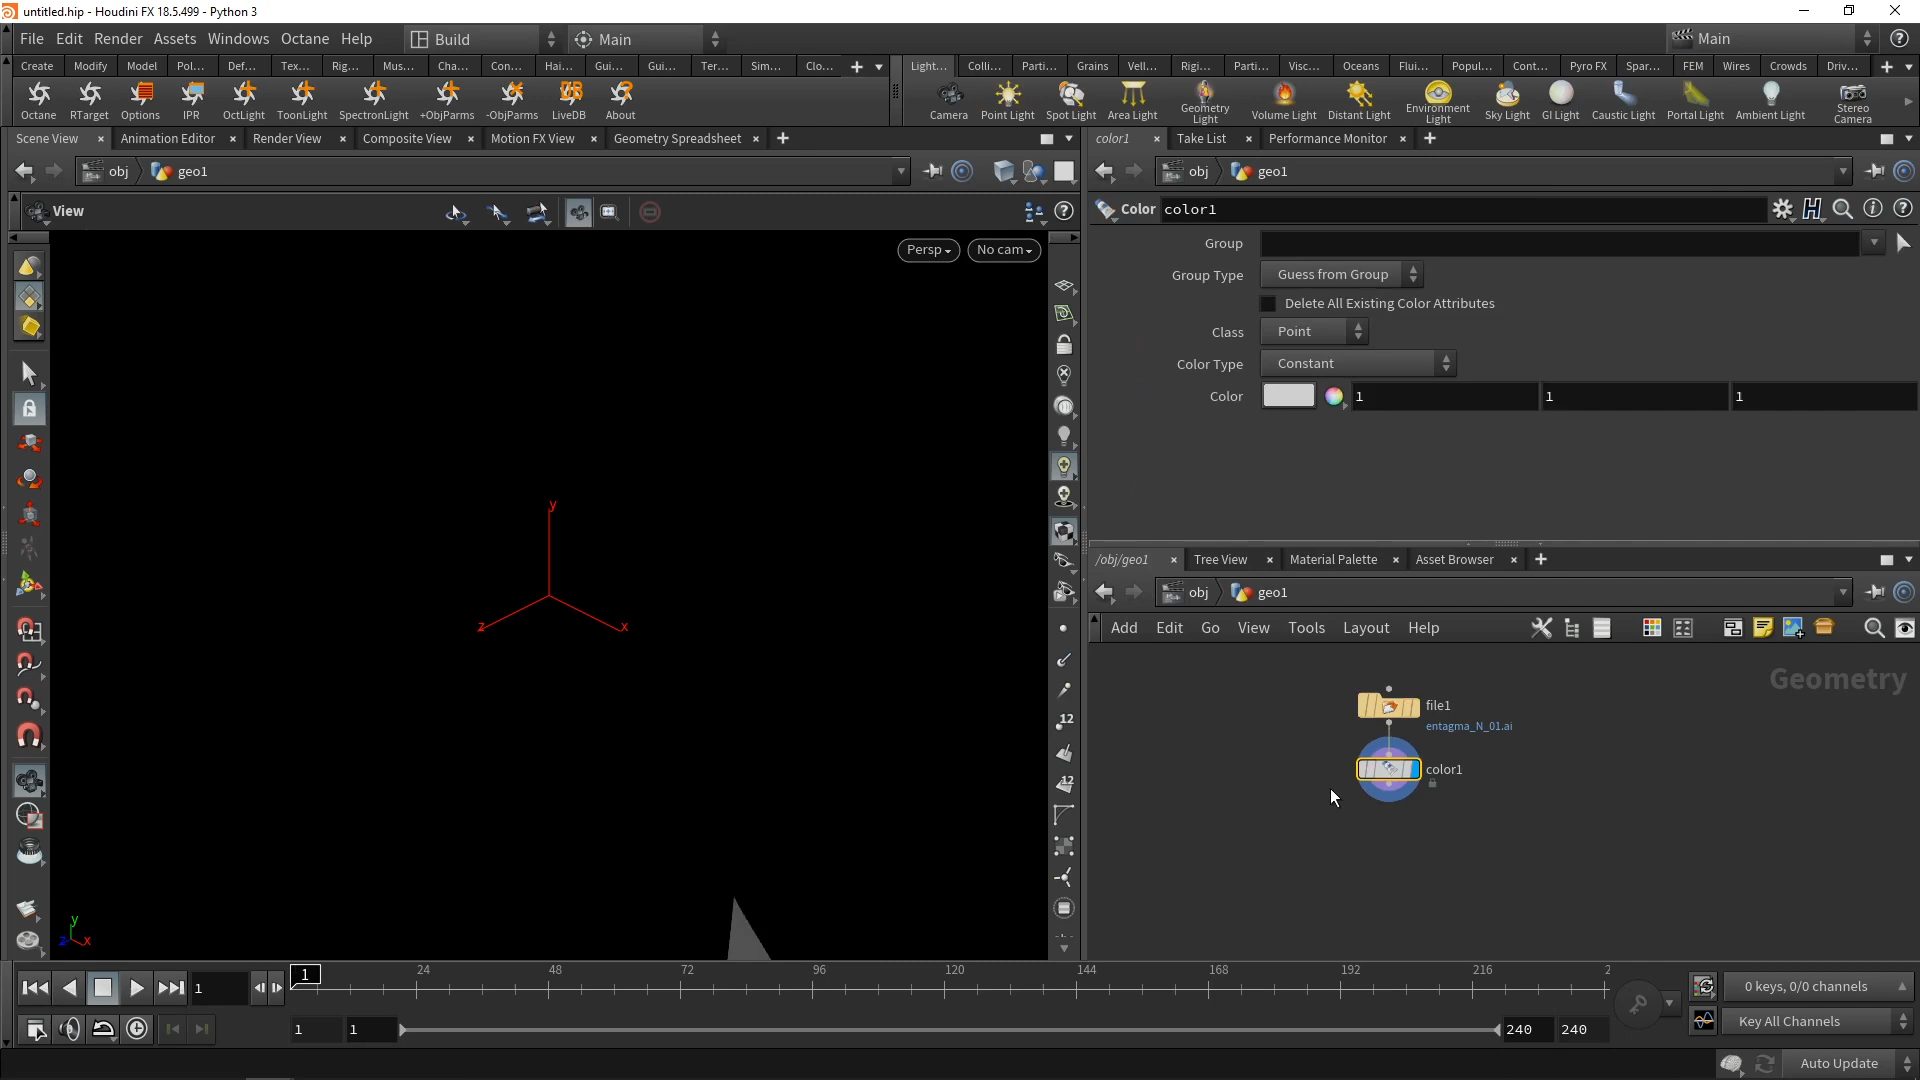 untitled.hip - Houdini FX 18.5.499 - Python 3
File Edit Render Assets Windows Octane Help Build Main Main
Create Modify Model Pol... Def... Tex... Rig... Mus... Cha... Con... Hai... Gui... Gui... Ter... Sim... Clo... Light... Colli... Parti... Grains Vell... Rigi... Parti... Visc... Oceans Flui... Popul... Cont... Pyro FX Spar... FEM Wires Crowds Driv...
Octane RTarget Options IPR OctLight ToonLight SpectronLight +ObjParms -ObjParms LiveDB About Camera Point Light Spot Light Area Light Geometry Light Volume Light Distant Light Environment Light Sky Light GI Light Caustic Light Portal Light Ambient Light Stereo Camera
Scene View Animation Editor Render View Composite View Motion FX View Geometry Spreadsheet color1 Take List Performance Monitor
obj geo1 obj geo1
View Color color1
Persp No cam
Group
Group Type Guess from Group
Delete All Existing Color Attributes
Class Point
Color Type Constant
Color 1 1 1
y
z x
/obj/geo1 Tree View Material Palette Asset Browser
obj geo1
Add Edit Go View Tools Layout Help
Geometry
file1
entagma_N_01.ai
color1
12
12
y
z x
1 1 24 48 72 96 120 144 168 192 216 2
0 keys, 0/0 channels
1 1 240 240
Key All Channels
Auto Update